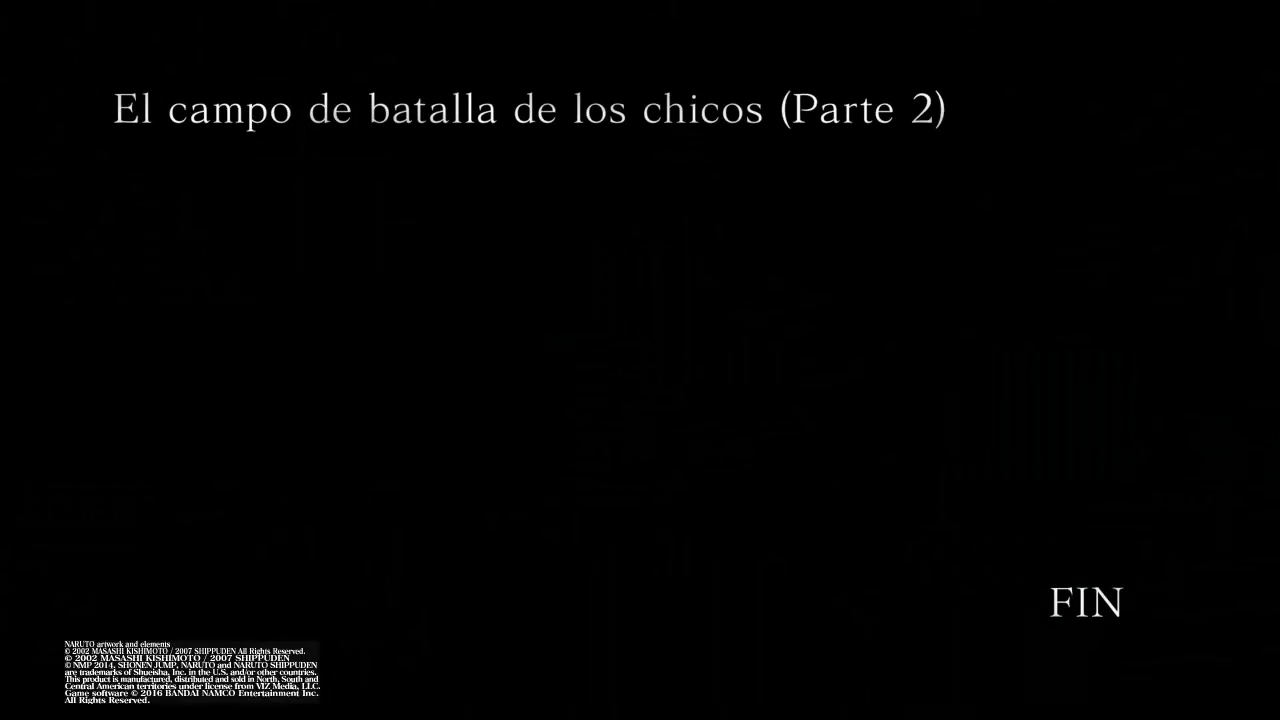 El campo de batalla de los chicos (Parte 2)
FIN
NARUTO artwork and elements
© 2002 MASASHI KISHIMOTO / 2007 SHIPPUDEN All Rights Reserved.
© 2002 MASASHI KISHIMOTO / 2007 SHIPPUDEN
© NMP 2014, SHONEN JUMP, NARUTO and NARUTO SHIPPUDEN
are trademarks of Shueisha, Inc. in the U.S. and/or other countries.
This product is manufactured, distributed and sold in North, South and
Central American territories under license from VIZ Media, LLC.
Game software © 2016 BANDAI NAMCO Entertainment Inc.
All Rights Reserved.